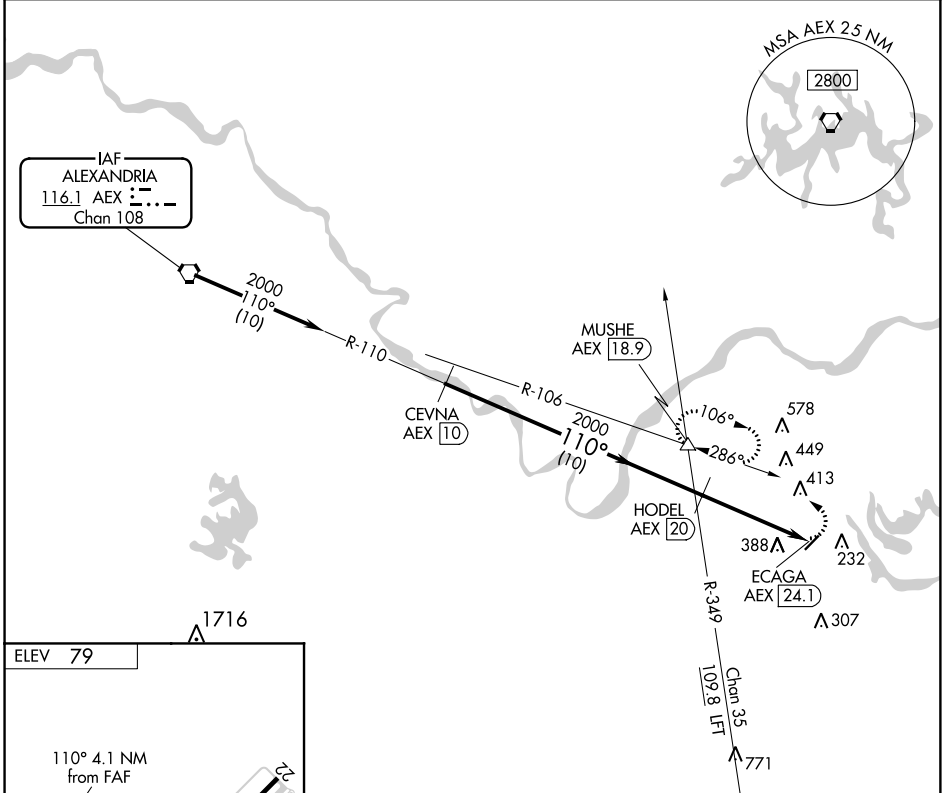 MSA AEX 25 NM
2800
IAF
ALEXANDRIA
116.1 AEX
Chan 108
2000
110°
(10)
R-110
MUSHE
AEX 18.9
R-106
106°
578
CEVNA
AEX 10
2000
110°
(10)
286°
449
413
HODEL
AEX 20
388
232
ECAGA
AEX 24.1
R-349
307
1716
ELEV 79
Chan 35
109.8 LFT
110° 4.1 NM
from FAF
22
771